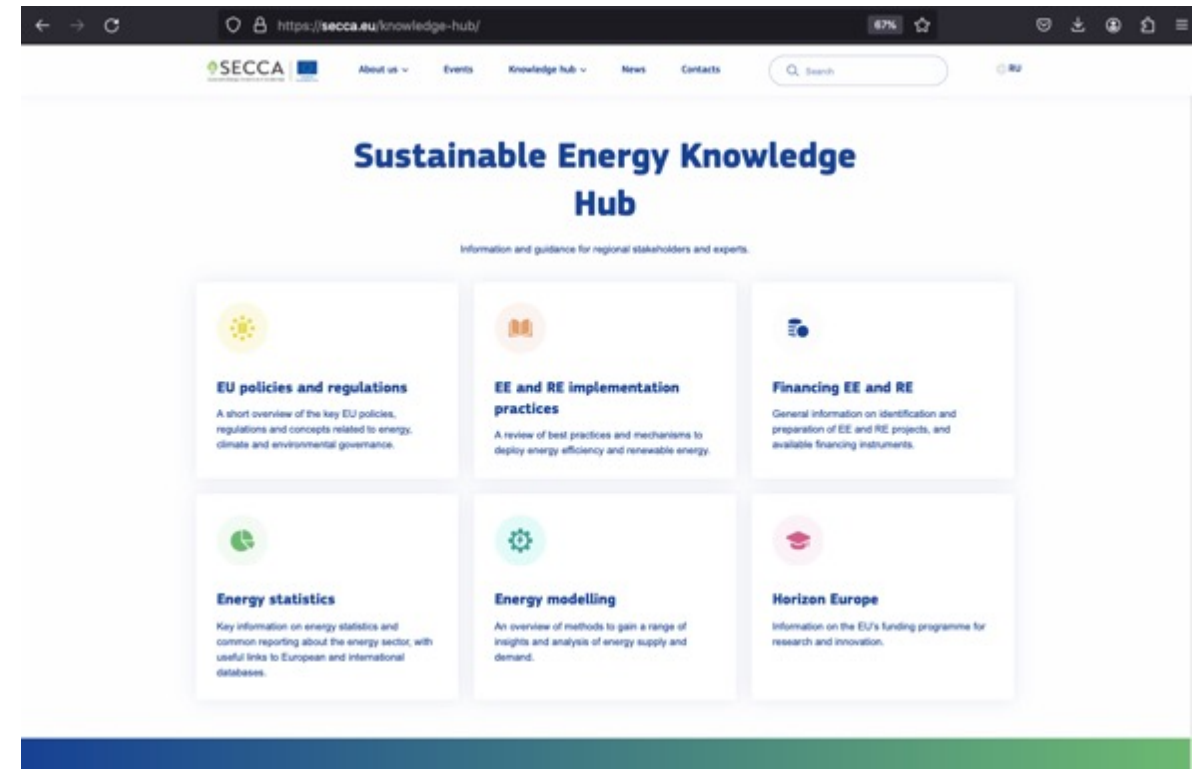 https://secca.eu/knowledge-hub/
67%
SECCA
About us
Events
Knowledge hub
News
Contacts
Search
RU
Sustainable Energy Knowledge
Hub
Information and guidance for regional stakeholders and experts.
EU policies and regulations
A short overview of the key EU policies,
regulations and concepts related to energy,
climate and environmental governance.
EE and RE implementation
practices
A review of best practices and mechanisms to
deploy energy efficiency and renewable energy.
Financing EE and RE
General information on identification and
preparation of EE and RE projects, and
available financing instruments.
Energy statistics
Key information on energy statistics and
common reporting about the energy sector, with
useful links to European and international
databases.
Energy modelling
An overview of methods to gain a range of
insights and analysis of energy supply and
demand.
Horizon Europe
Information on the EU's funding programme for
research and innovation.